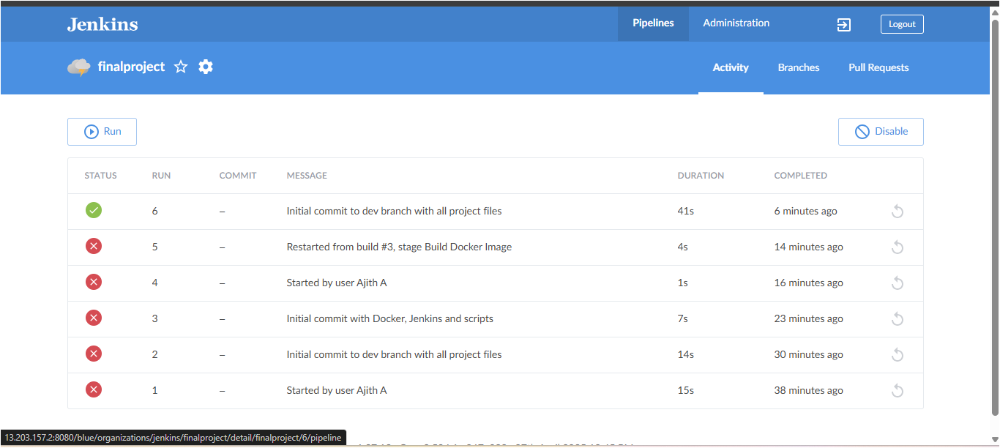 Jenkins Pipelines Administration Logout
finalproject Activity Branches Pull Requests
Run Disable
STATUS RUN COMMIT MESSAGE DURATION COMPLETED
6 – Initial commit to dev branch with all project files 41s 6 minutes ago
5 – Restarted from build #3, stage Build Docker Image 4s 14 minutes ago
4 – Started by user Ajith A 1s 16 minutes ago
3 – Initial commit with Docker, Jenkins and scripts 7s 23 minutes ago
2 – Initial commit to dev branch with all project files 14s 30 minutes ago
1 – Started by user Ajith A 15s 38 minutes ago
13.203.157.2:8080/blue/organizations/jenkins/finalproject/detail/finalproject/6/pipeline